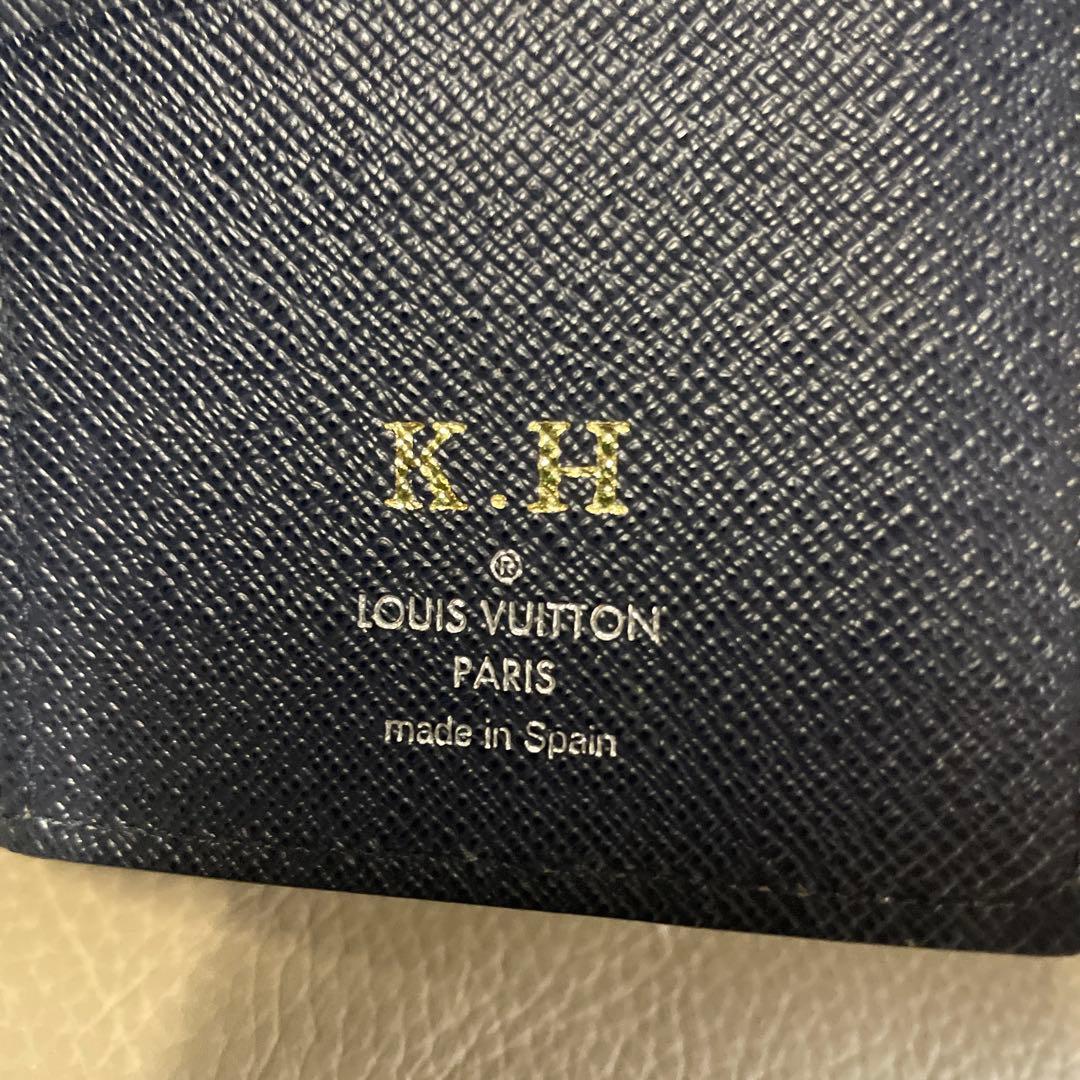 K.H
®
LOUIS VUITTON
PARIS
made in Spain